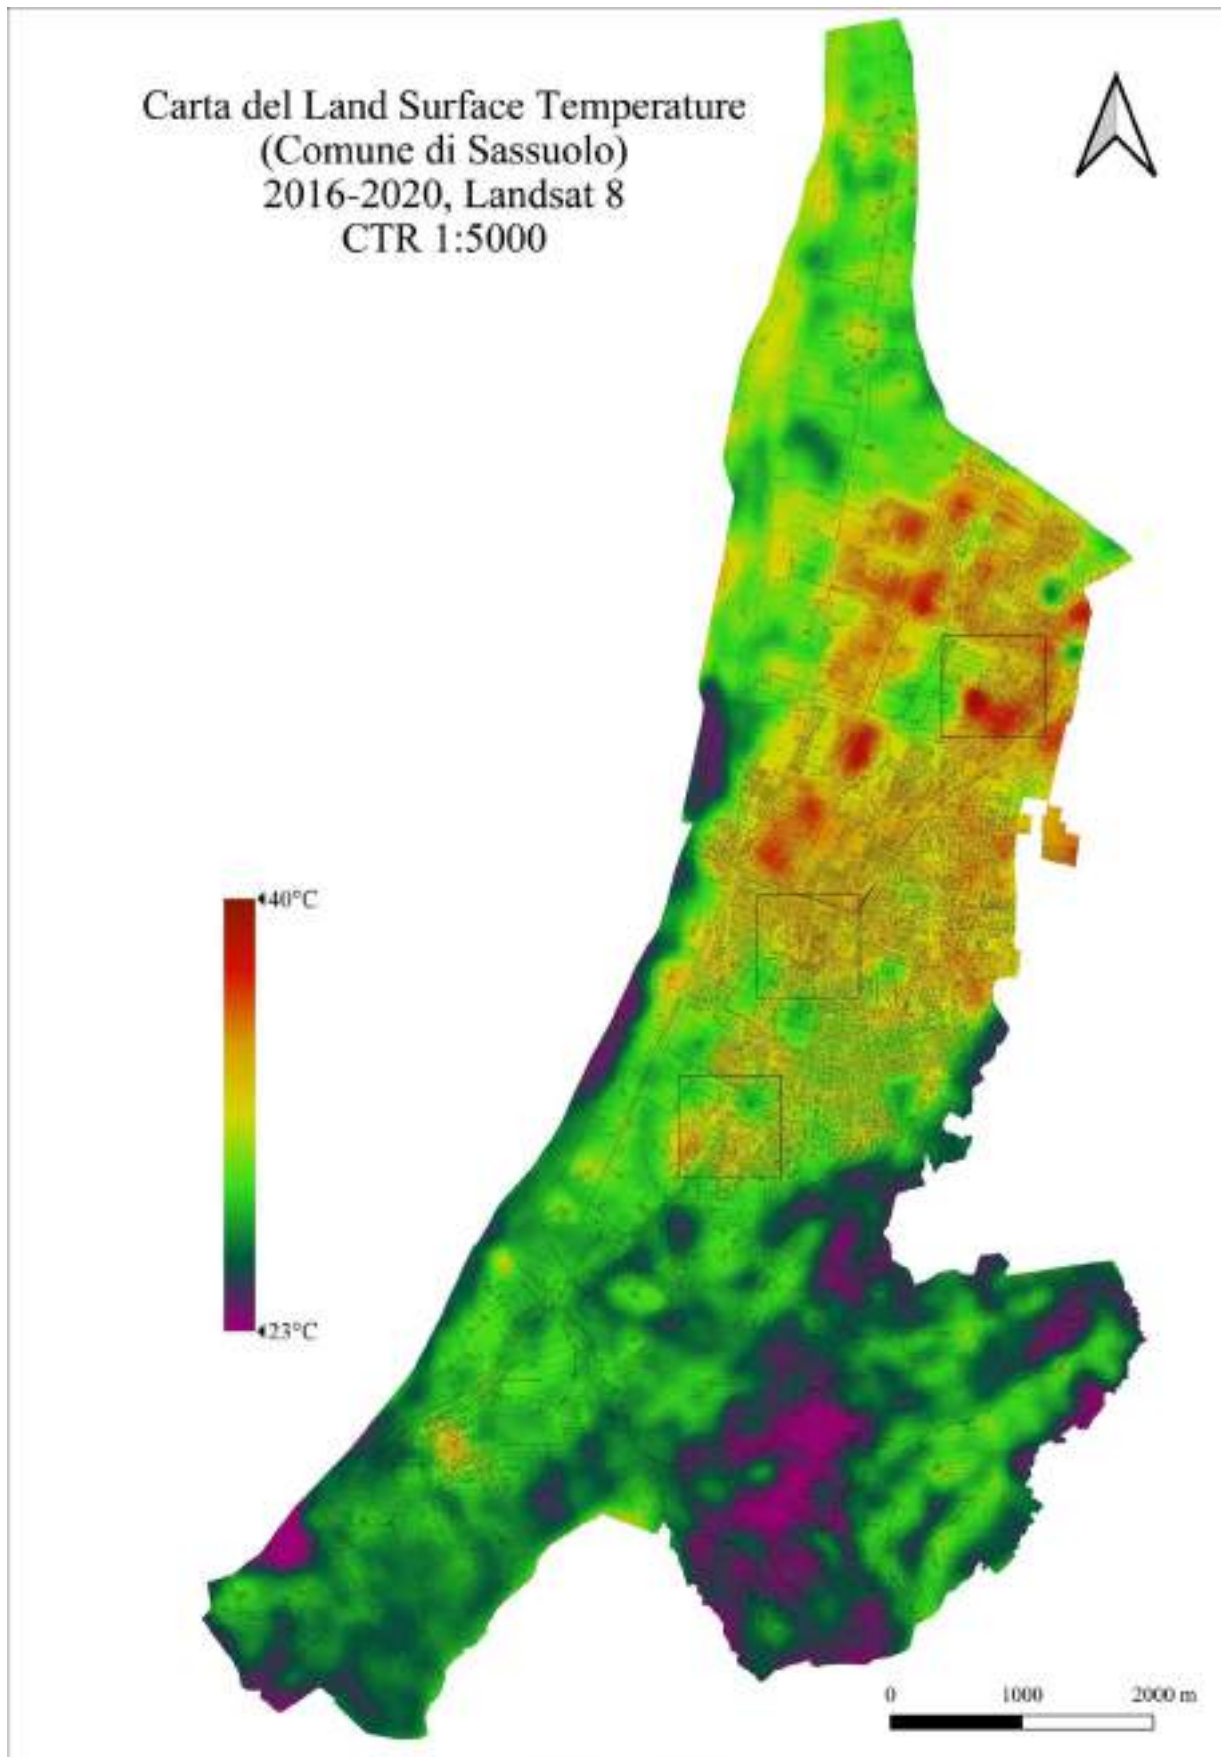 Carta del Land Surface Temperature
(Comune di Sassuolo)
2016-2020, Landsat 8
CTR 1:5000
40°C
23°C
0 1000 2000 m